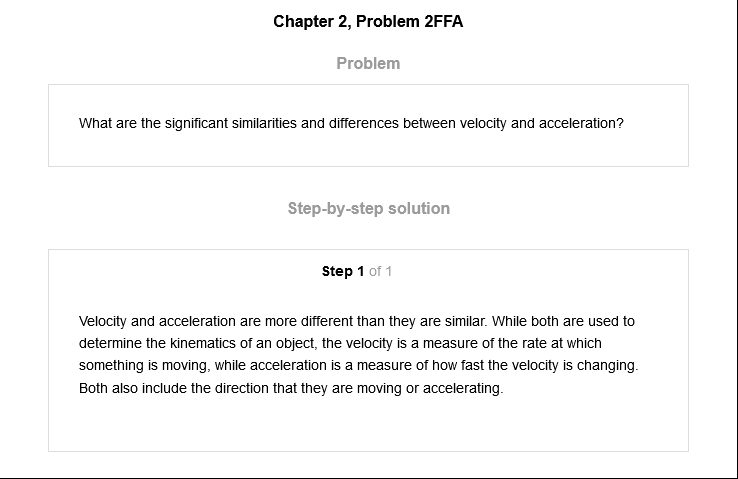 Chapter 2, Problem 2FFA
Problem
What are the significant similarities and differences between velocity and acceleration?
Step-by-step solution
Step 1 of 1
Velocity and acceleration are more different than they are similar. While both are used to
determine the kinematics of an object, the velocity is a measure of the rate at which
something is moving, while acceleration is a measure of how fast the velocity is changing.
Both also include the direction that they are moving or accelerating.